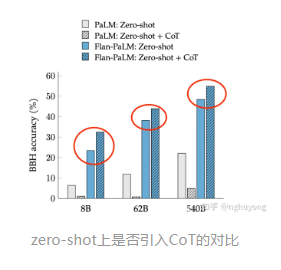 PaLM: Zero-shot
PaLM: Zero-shot + CoT
Flan-PaLM: Zero-shot
Flan-PaLM: Zero-shot + CoT
60
50
40
30
20
10
0
BBH accuracy (%)
8B
62B
540B
知乎 @nghuyong
zero-shot上是否引入CoT的对比